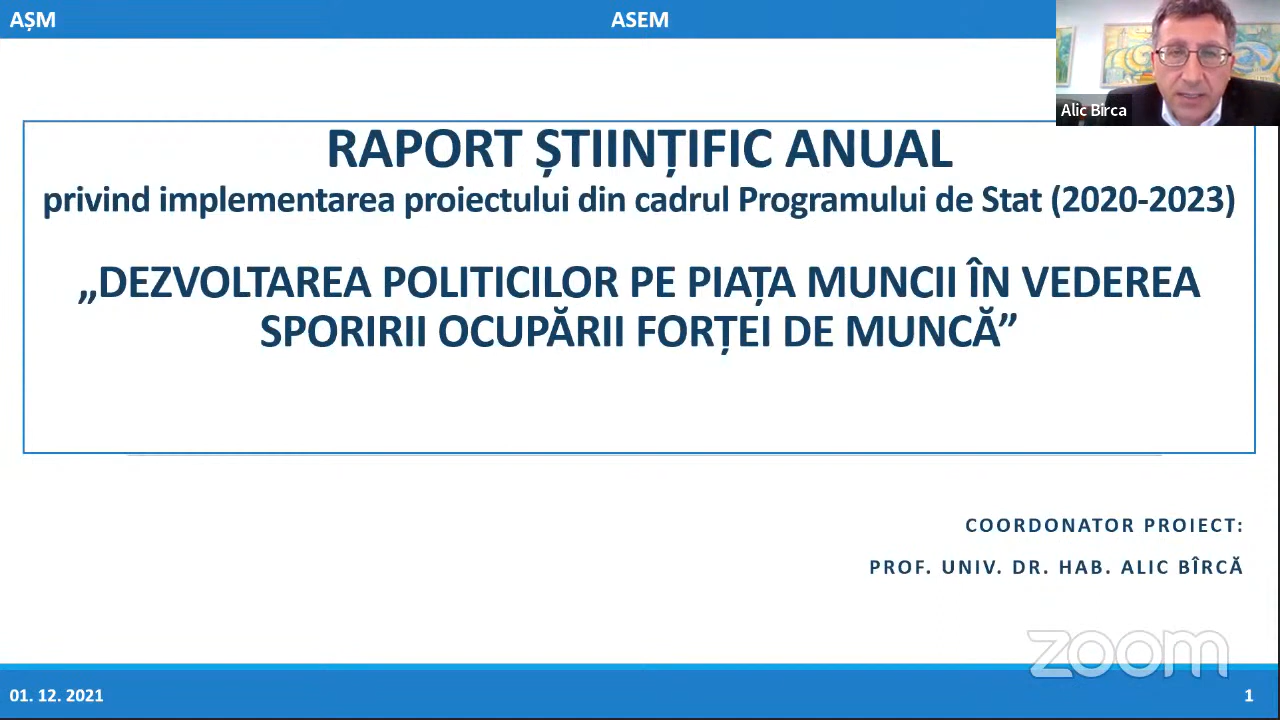 AȘM
ASEM
Alic Birca
RAPORT ȘTIINȚIFIC ANUAL
privind implementarea proiectului din cadrul Programului de Stat (2020-2023)
„DEZVOLTAREA POLITICILOR PE PIAȚA MUNCII ÎN VEDEREA
SPORIRII OCUPĂRII FORȚEI DE MUNCĂ”
COORDONATOR PROIECT:
PROF. UNIV. DR. HAB. ALIC BÎRCĂ
zoom
01. 12. 2021
1